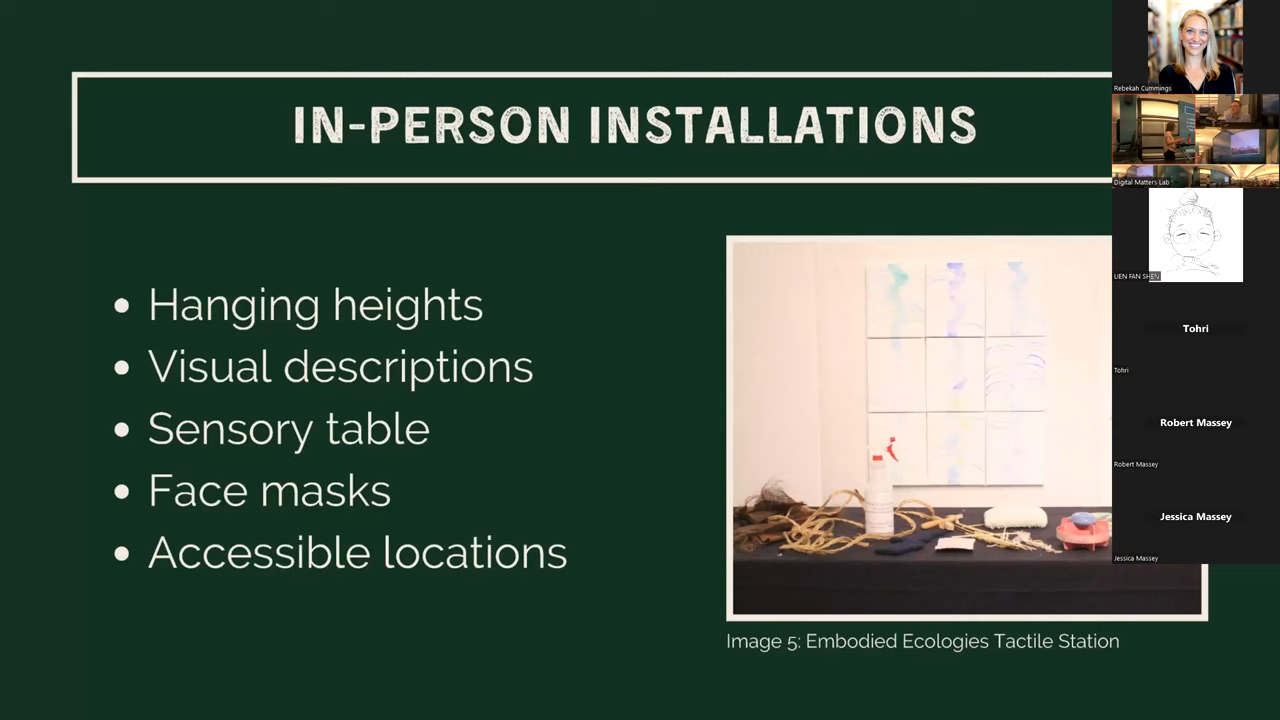 IN-PERSON INSTALLATIONS
Hanging heights
Visual descriptions
Sensory table
Face masks
Accessible locations
Image 5: Embodied Ecologies Tactile Station
Rebekah Cummings
Digital Matters Lab
LIEN FAN SHEN
Tohri
Tohri
Robert Massey
Robert Massey
Jessica Massey
Jessica Massey